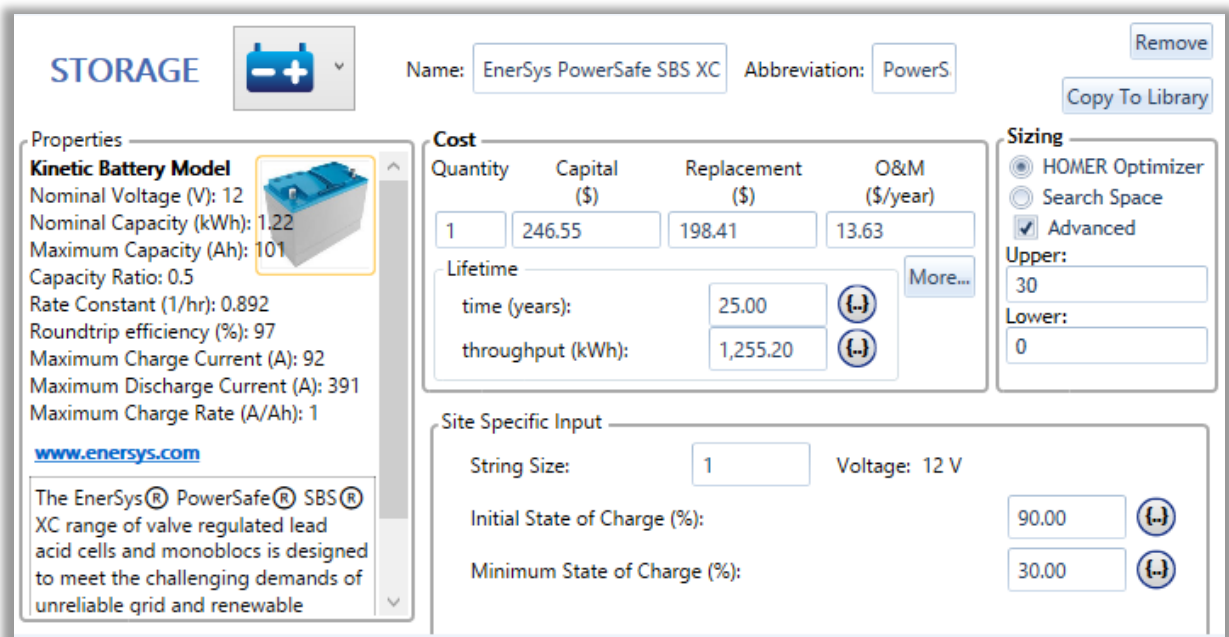 STORAGE
Name: EnerSys PowerSafe SBS XC Abbreviation: PowerS
Remove
Copy To Library
Properties
Kinetic Battery Model
Nominal Voltage (V): 12
Nominal Capacity (kWh): 1.22
Maximum Capacity (Ah): 101
Capacity Ratio: 0.5
Rate Constant (1/hr): 0.892
Roundtrip efficiency (%): 97
Maximum Charge Current (A): 92
Maximum Discharge Current (A): 391
Maximum Charge Rate (A/Ah): 1
www.enersys.com
The EnerSys® PowerSafe® SBS®
XC range of valve regulated lead
acid cells and monoblocs is designed
to meet the challenging demands of
unreliable grid and renewable
Cost
Quantity Capital Replacement O&M
($) ($) ($/year)
1 246.55 198.41 13.63
Lifetime
More...
time (years): 25.00 {..}
throughput (kWh): 1,255.20 {..}
Sizing
HOMER Optimizer
Search Space
Advanced
Upper:
30
Lower:
0
Site Specific Input
String Size: 1 Voltage: 12 V
Initial State of Charge (%): 90.00 {..}
Minimum State of Charge (%): 30.00 {..}